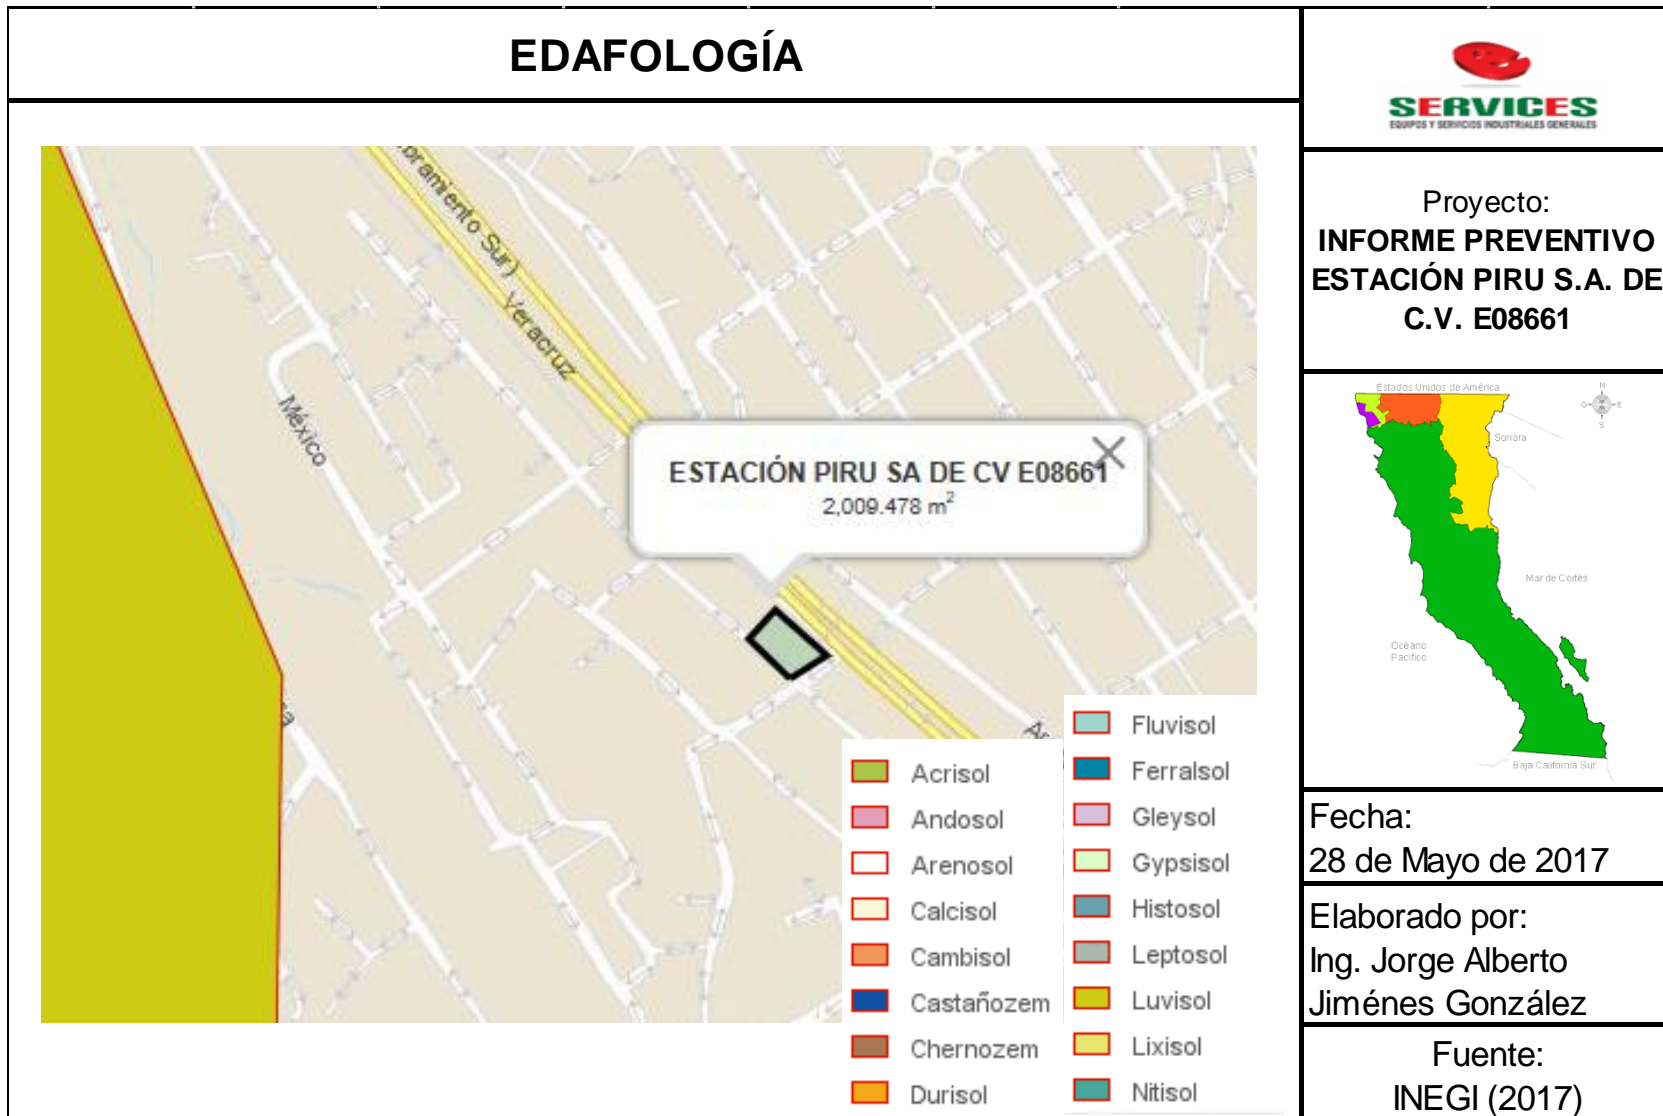 EDAFOLOGÍA
SERVICES
EQUIPOS Y SERVICIOS INDUSTRIALES GENERALES
Proyecto:
INFORME PREVENTIVO
ESTACIÓN PIRU S.A. DE
C.V. E08661
Estados Unidos de América
N
O
E
S
Sonora
Mar de Cortés
Océano
Pacífico
Baja California Sur
Fecha:
28 de Mayo de 2017
Elaborado por:
Ing. Jorge Alberto
Jiménes González
Fuente:
INEGI (2017)
bramiento Sur)
Veracruz
México
ESTACIÓN PIRU SA DE CV E08661
2,009.478 m²
Acrisol
Andosol
Arenosol
Calcisol
Cambisol
Castañozem
Chernozem
Durisol
Fluvisol
Ferralsol
Gleysol
Gypsisol
Histosol
Leptosol
Luvisol
Lixisol
Nitisol